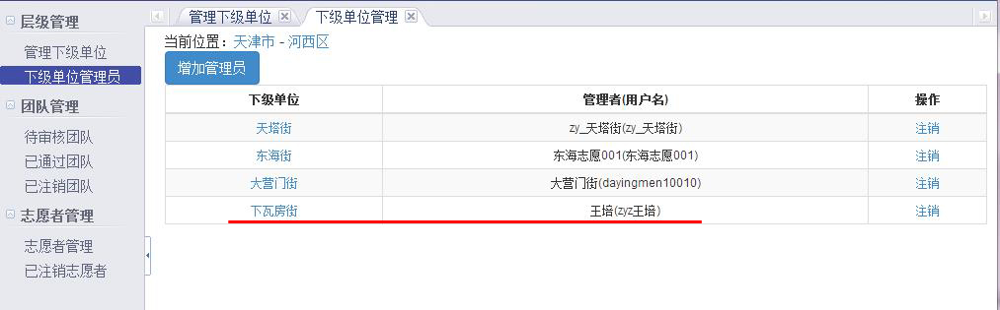 层级管理
管理下级单位
下级单位管理员
团队管理
待审核团队
已通过团队
已注销团队
志愿者管理
志愿者管理
已注销志愿者
管理下级单位 下级单位管理
当前位置：天津市 - 河西区
增加管理员
下级单位 管理者(用户名) 操作
天塔街 zy_天塔街(zy_天塔街) 注销
东海街 东海志愿001(东海志愿001) 注销
大营门街 大营门街(dayingmen10010) 注销
下瓦房街 王培(zyz王培) 注销